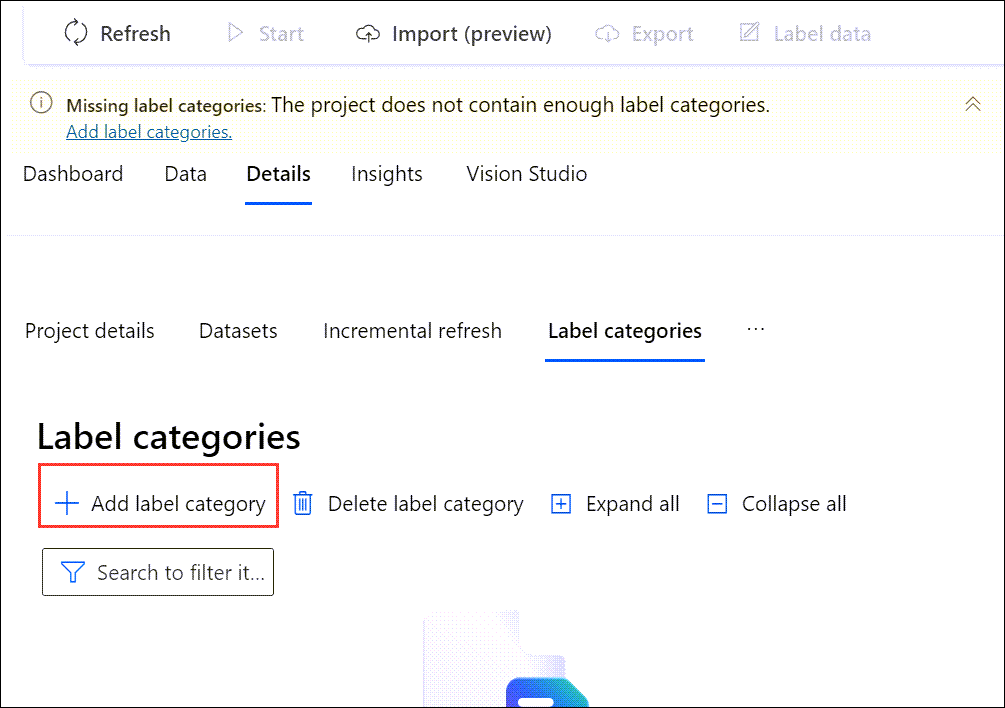 Refresh Start Import (preview) Export Label data
Missing label categories: The project does not contain enough label categories.
Add label categories.
Dashboard Data Details Insights Vision Studio
Project details Datasets Incremental refresh Label categories ...
Label categories
Add label category Delete label category Expand all Collapse all
Search to filter it...